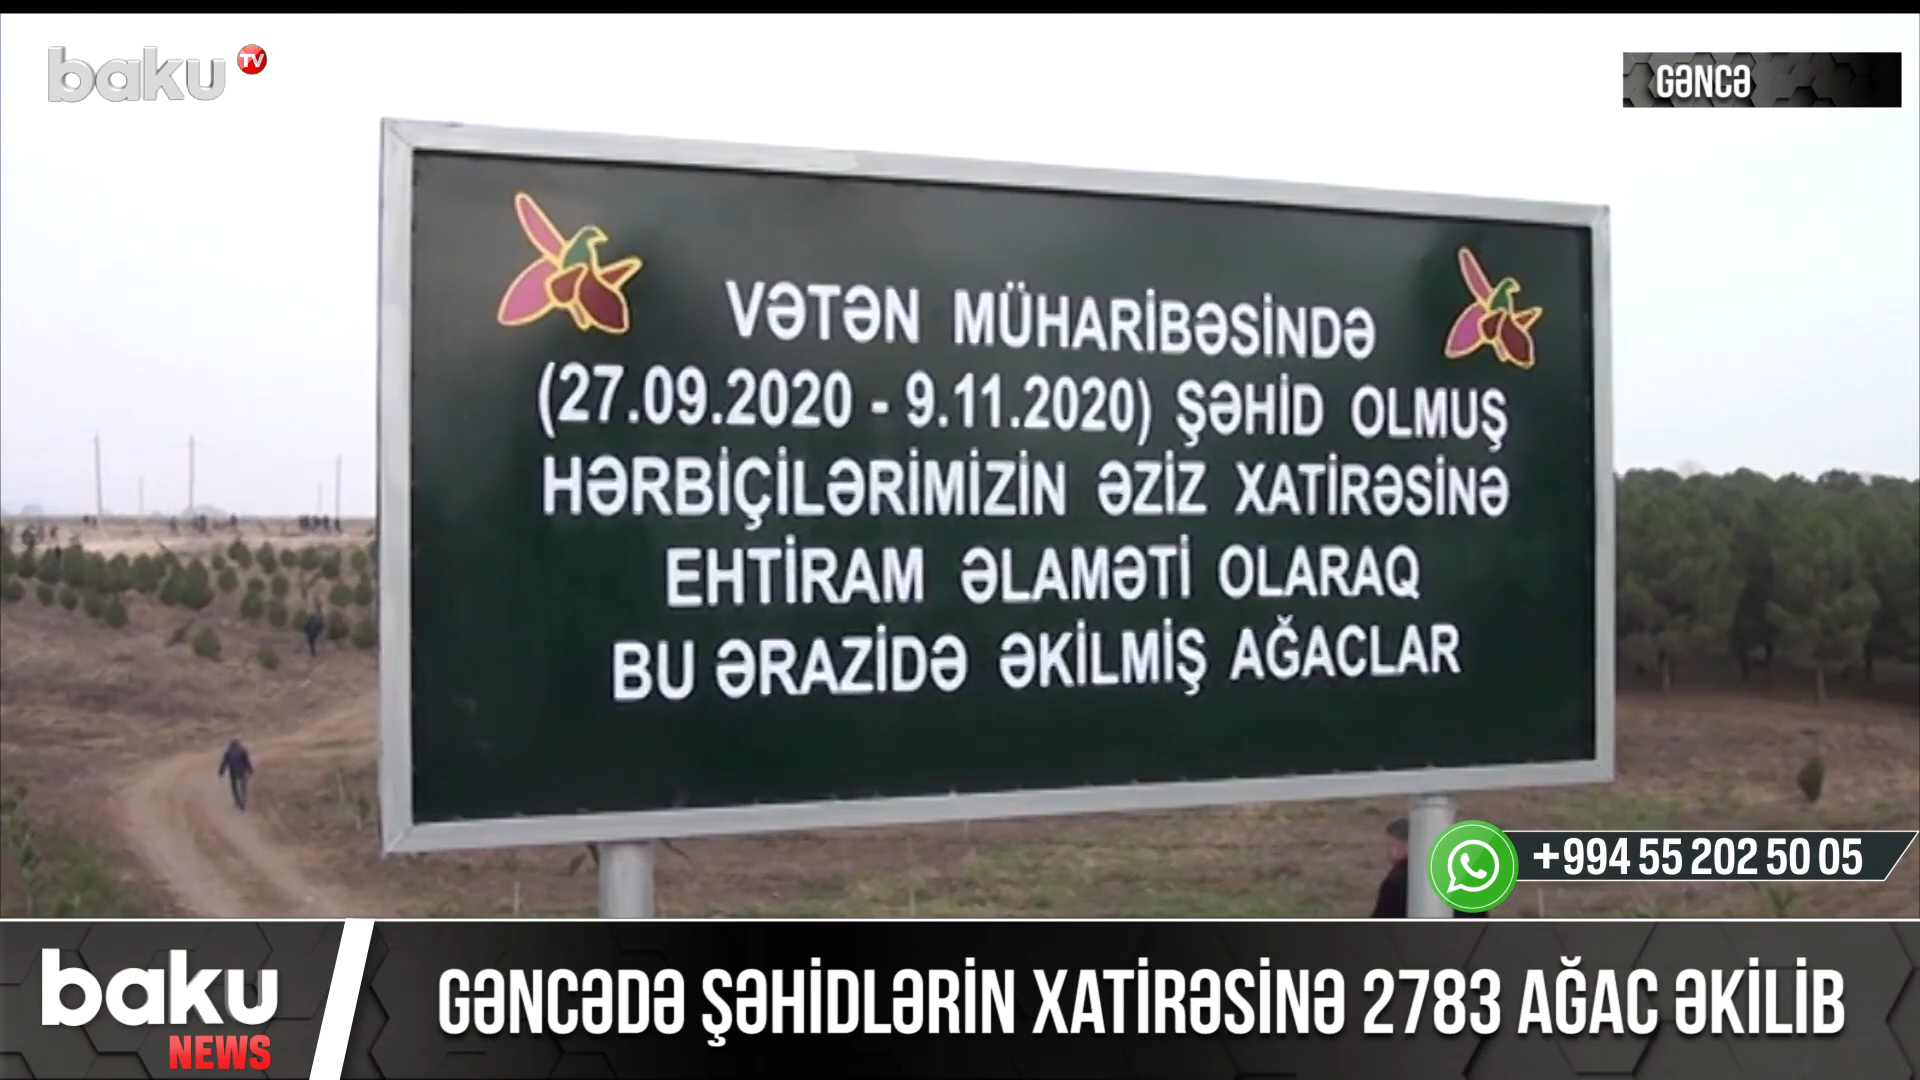 baku TV
GƏNCƏ
VƏTƏN MÜHARİBƏSİNDƏ
(27.09.2020 - 9.11.2020) ŞƏHİD OLMUŞ
HƏRBİÇİLƏRİMİZİN ƏZİZ XATİRƏSİNƏ
EHTİRAM ƏLAMƏTİ OLARAQ
BU ƏRAZİDƏ ƏKİLMİŞ AĞACLAR
+994 55 202 50 05
baku
NEWS
GƏNCƏDƏ ŞƏHİDLƏRİN XATİRƏSİNƏ 2783 AĞAC ƏKİLİB